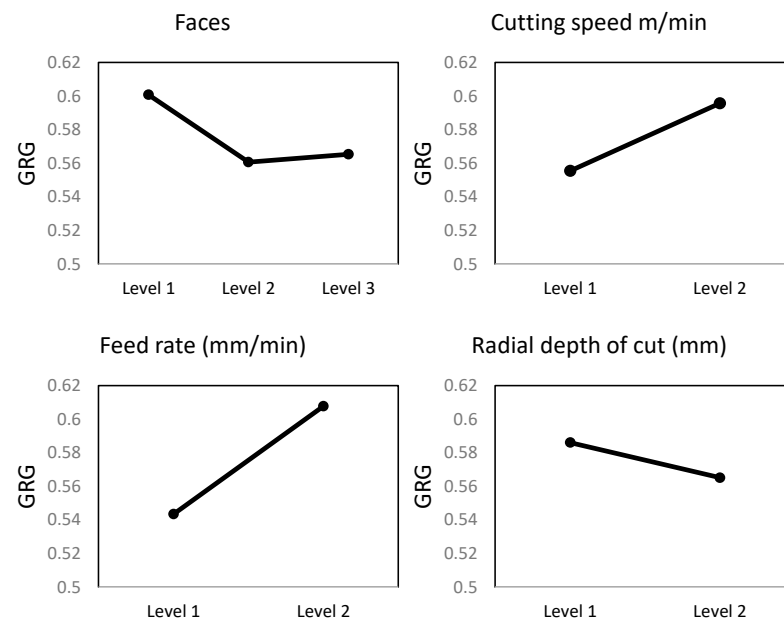 Faces
GRG
0.62
0.6
0.58
0.56
0.54
0.52
0.5
Level 1 Level 2 Level 3
Cutting speed m/min
GRG
0.62
0.6
0.58
0.56
0.54
0.52
0.5
Level 1 Level 2
Feed rate (mm/min)
GRG
0.62
0.6
0.58
0.56
0.54
0.52
0.5
Level 1 Level 2
Radial depth of cut (mm)
GRG
0.62
0.6
0.58
0.56
0.54
0.52
0.5
Level 1 Level 2